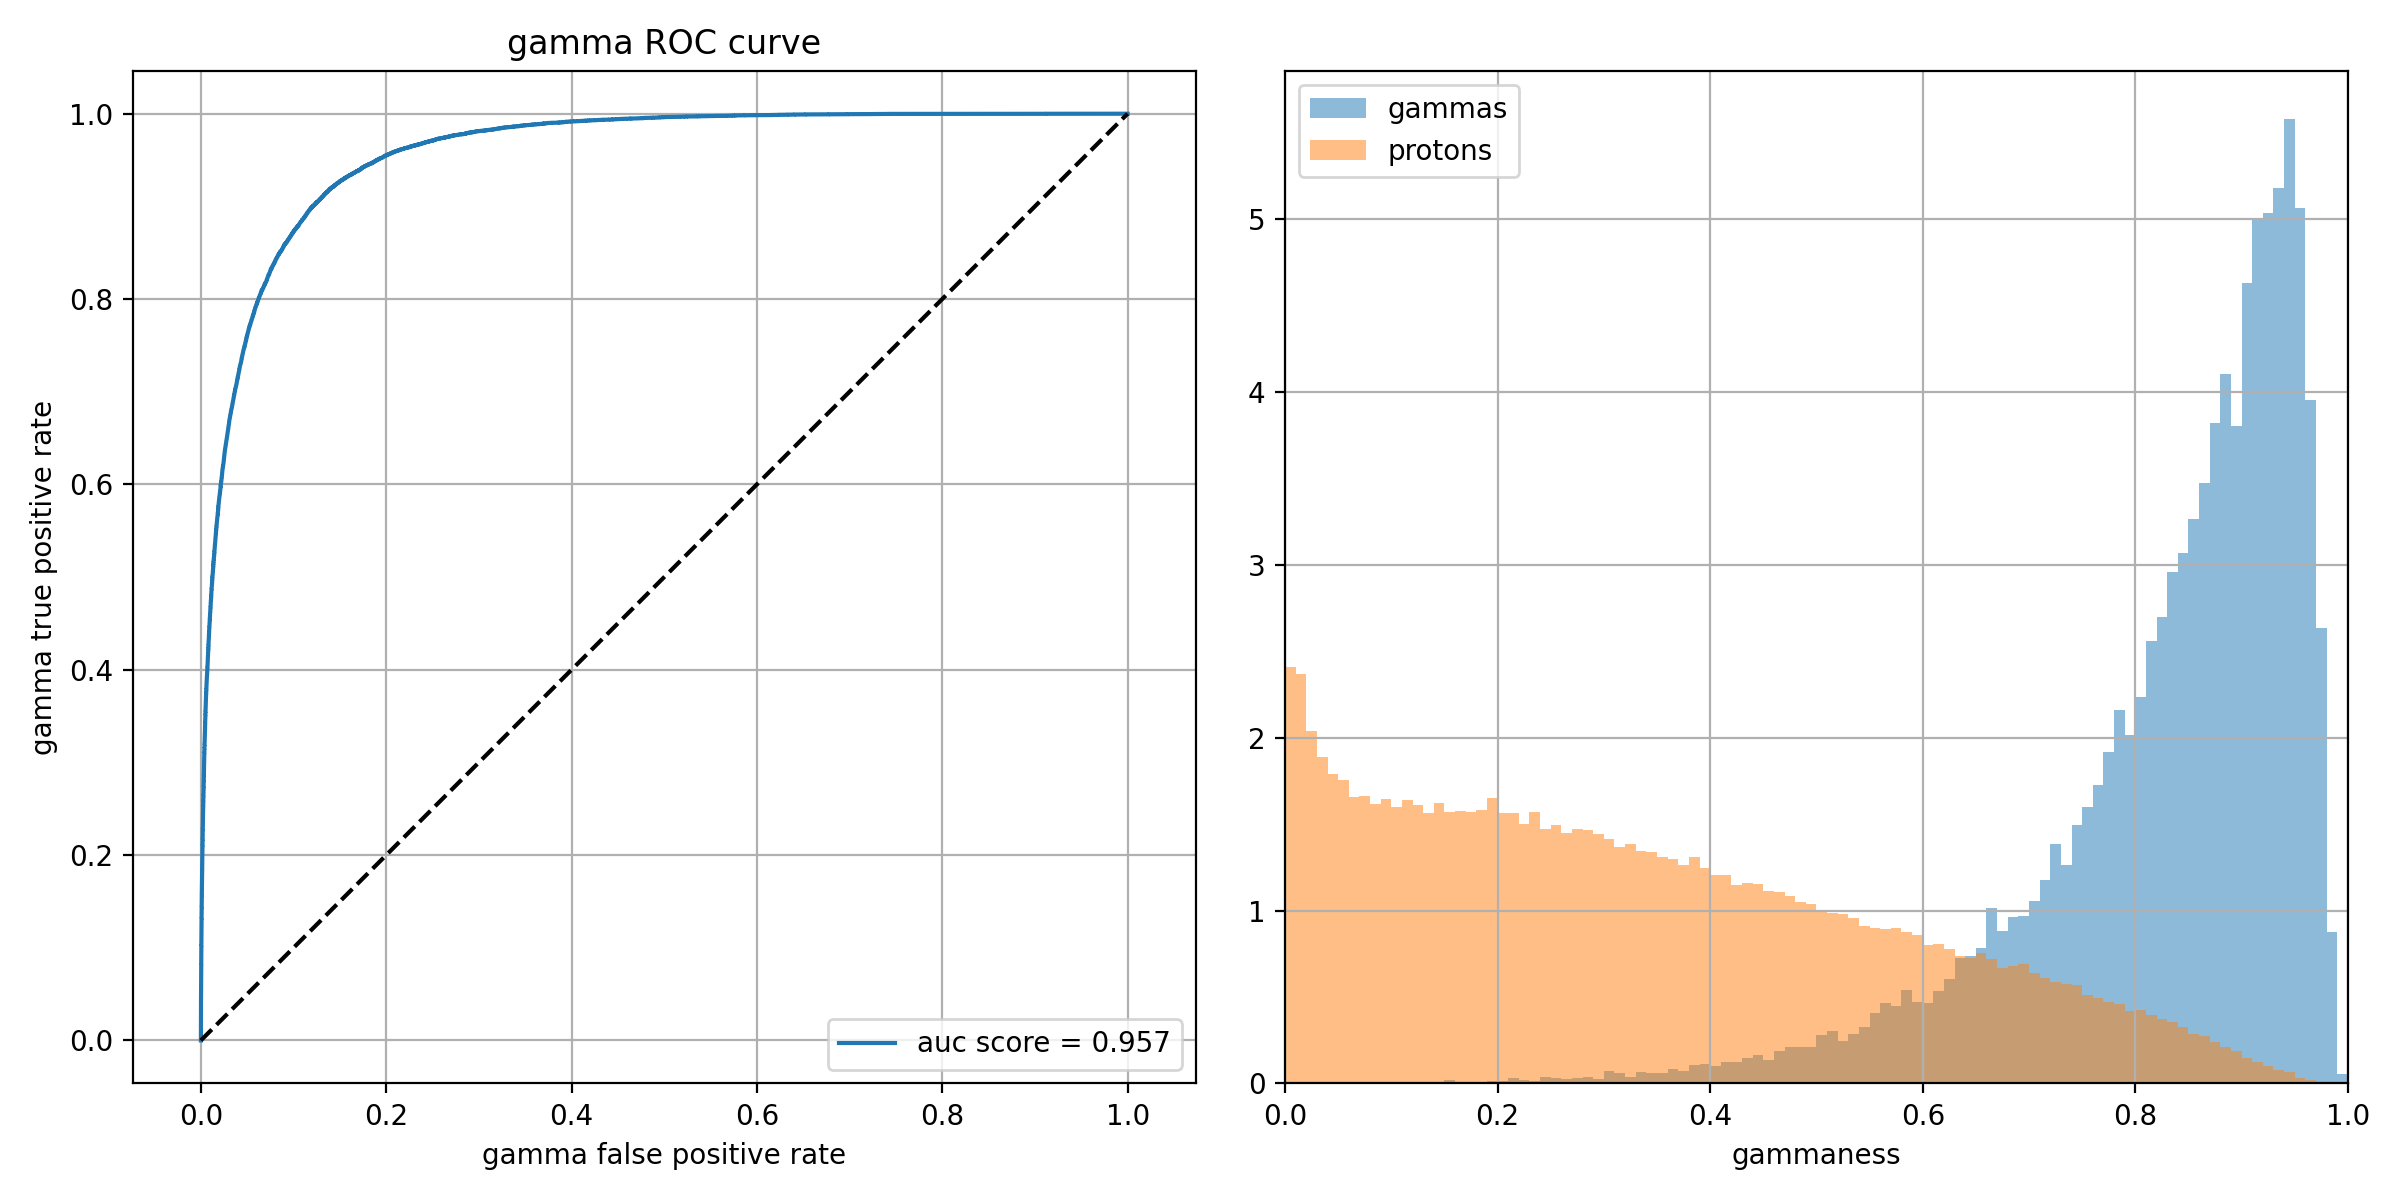 gamma ROC curve
gamma true positive rate
1.0
0.8
0.6
0.4
0.2
0.0
auc score = 0.957
0.0 0.2 0.4 0.6 0.8 1.0
gamma false positive rate
gammas
protons
5
4
3
2
1
0
0.0 0.2 0.4 0.6 0.8 1.0
gammaness